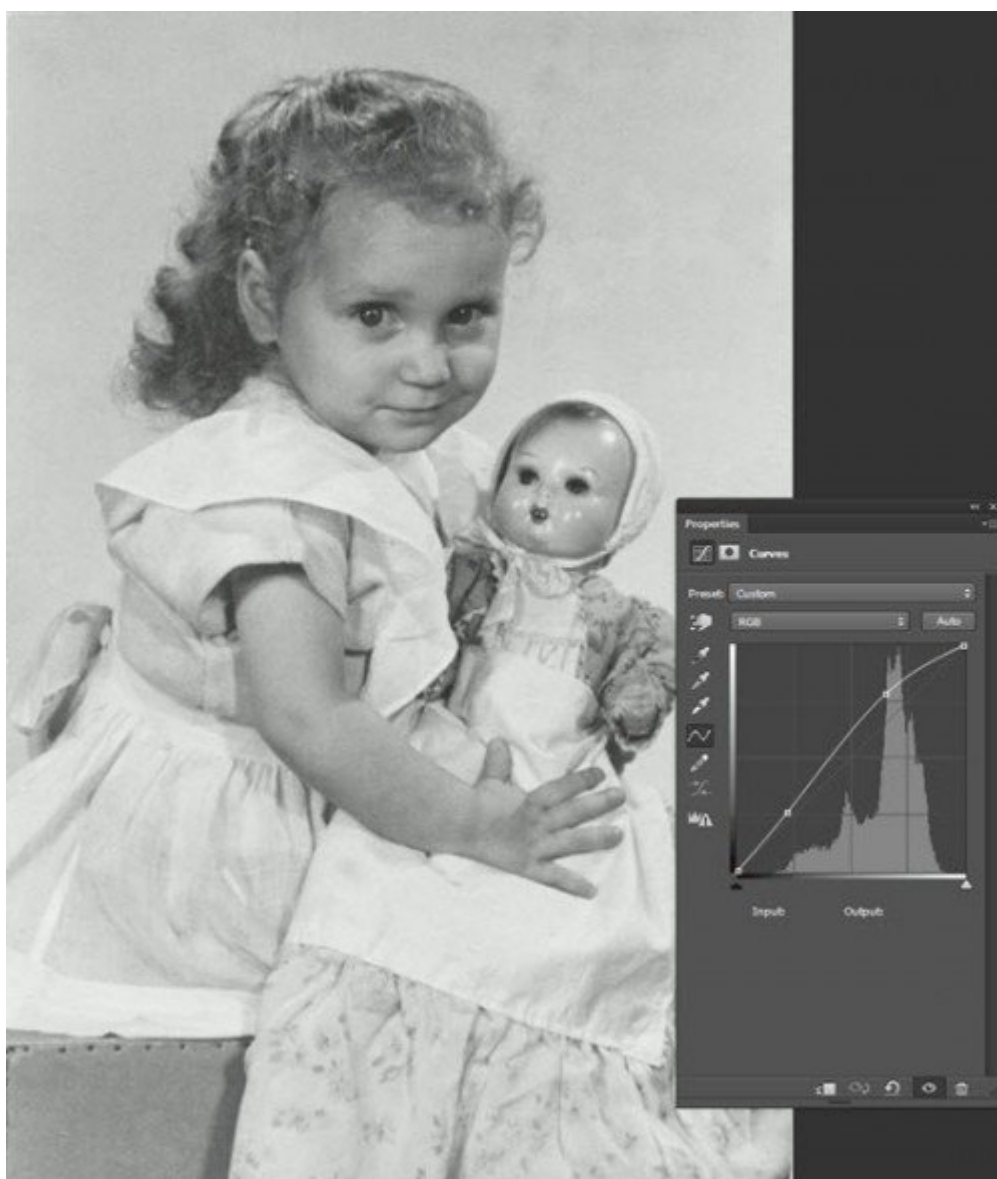 Properties
Curves
Preset: Custom
RGB
Auto
Input:
Output: